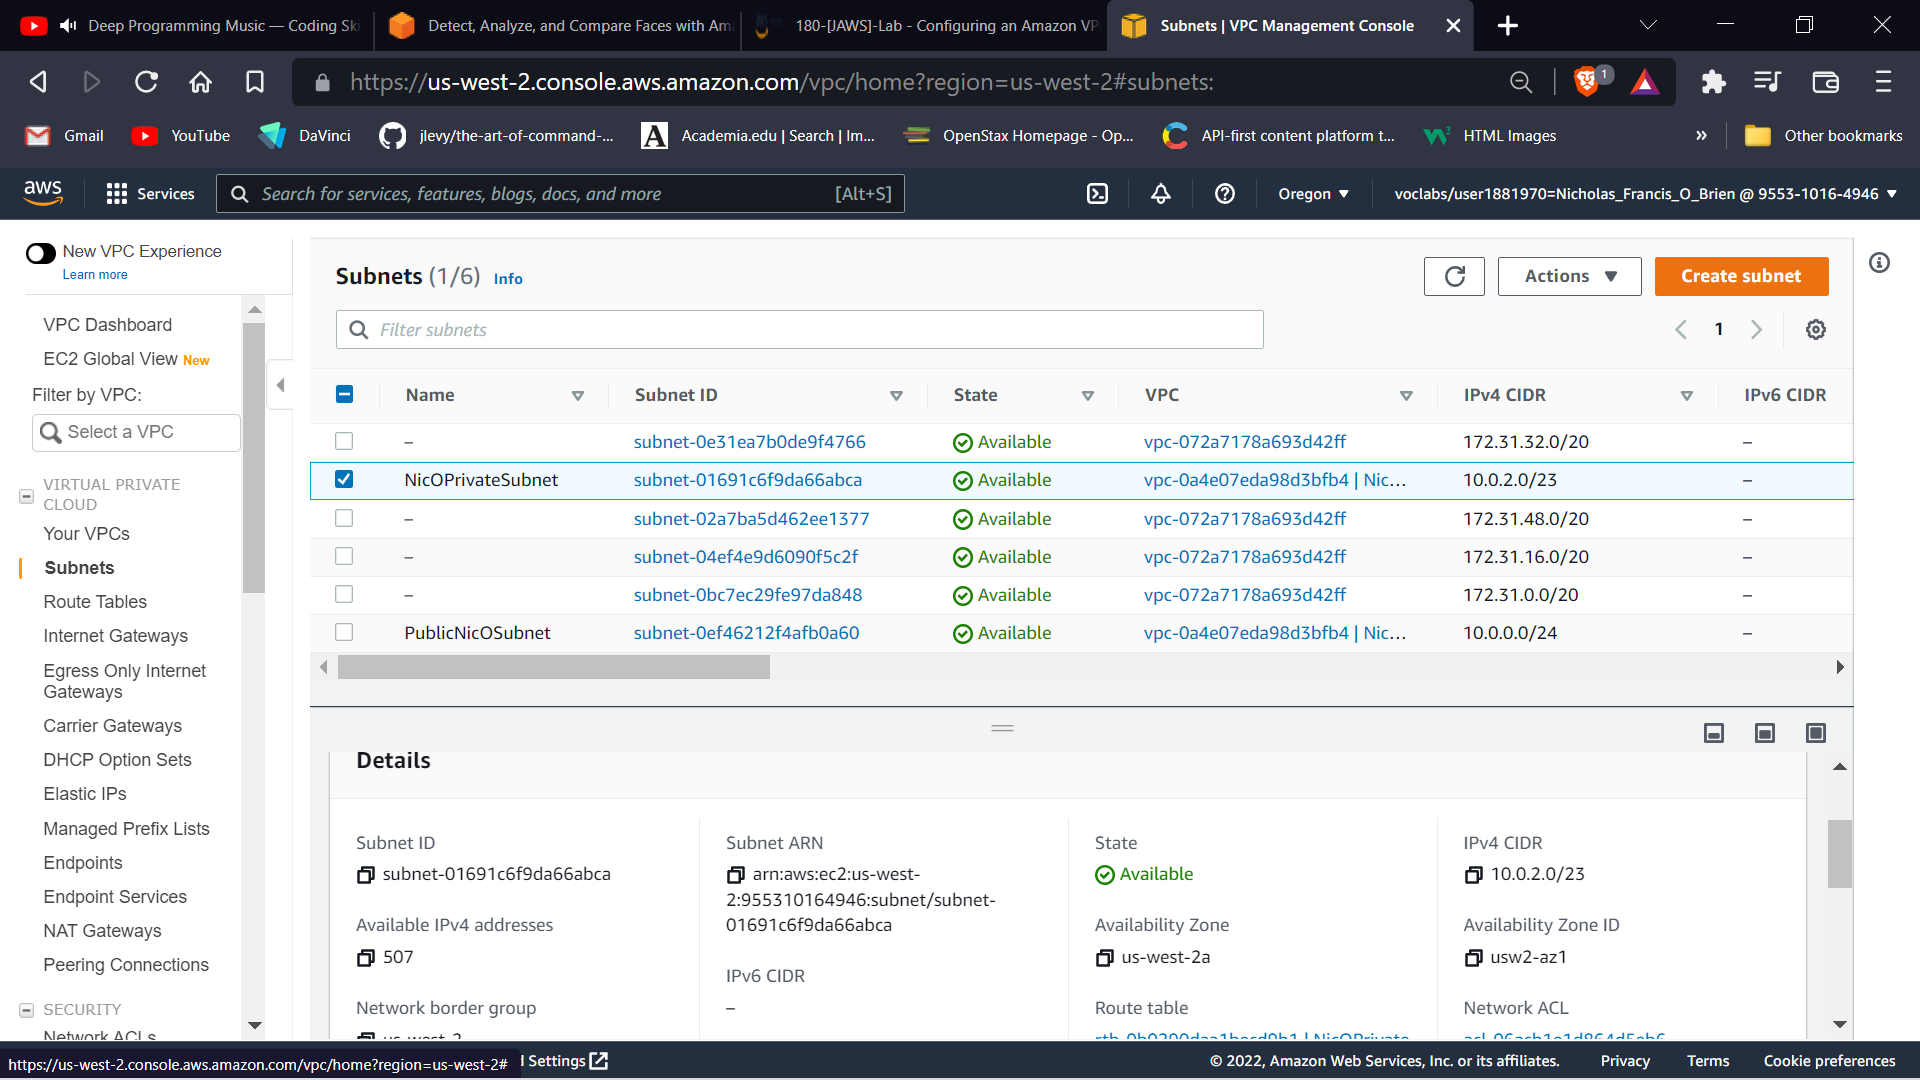 Deep Programming Music — Coding Ski
Detect, Analyze, and Compare Faces with Am
180-[JAWS]-Lab - Configuring an Amazon VP
Subnets | VPC Management Console
https://us-west-2.console.aws.amazon.com/vpc/home?region=us-west-2#subnets:
1
Gmail
YouTube
DaVinci
jlevy/the-art-of-command-...
Academia.edu | Search | Im...
OpenStax Homepage - Op...
API-first content platform t...
HTML Images
»
Other bookmarks
aws
Services
Search for services, features, blogs, docs, and more
[Alt+S]
Oregon
voclabs/user1881970=Nicholas_Francis_O_Brien @ 9553-1016-4946
New VPC Experience
Learn more
VPC Dashboard
EC2 Global View New
Filter by VPC:
Select a VPC
VIRTUAL PRIVATE
CLOUD
Your VPCs
Subnets
Route Tables
Internet Gateways
Egress Only Internet
Gateways
Carrier Gateways
DHCP Option Sets
Elastic IPs
Managed Prefix Lists
Endpoints
Endpoint Services
NAT Gateways
Peering Connections
SECURITY
Network ACLs
Subnets (1/6) Info
Actions
Create subnet
Filter subnets
1
Name Subnet ID State VPC IPv4 CIDR IPv6 CIDR
– subnet-0e31ea7b0de9f4766 Available vpc-072a7178a693d42ff 172.31.32.0/20 –
NicOPrivateSubnet subnet-01691c6f9da66abca Available vpc-0a4e07eda98d3bfb4 | Nic... 10.0.2.0/23 –
– subnet-02a7ba5d462ee1377 Available vpc-072a7178a693d42ff 172.31.48.0/20 –
– subnet-04ef4e9d6090f5c2f Available vpc-072a7178a693d42ff 172.31.16.0/20 –
– subnet-0bc7ec29fe97da848 Available vpc-072a7178a693d42ff 172.31.0.0/20 –
PublicNicOSubnet subnet-0ef46212f4afb0a60 Available vpc-0a4e07eda98d3bfb4 | Nic... 10.0.0.0/24 –
Details
Subnet ID
subnet-01691c6f9da66abca
Available IPv4 addresses
507
Network border group
us-west-2
Subnet ARN
arn:aws:ec2:us-west-
2:955310164946:subnet/subnet-
01691c6f9da66abca
IPv6 CIDR
–
State
Available
Availability Zone
us-west-2a
Route table
IPv4 CIDR
10.0.2.0/23
Availability Zone ID
usw2-az1
Network ACL
https://us-west-2.console.aws.amazon.com/vpc/home?region=us-west-2#
Settings
© 2022, Amazon Web Services, Inc. or its affiliates.
Privacy
Terms
Cookie preferences